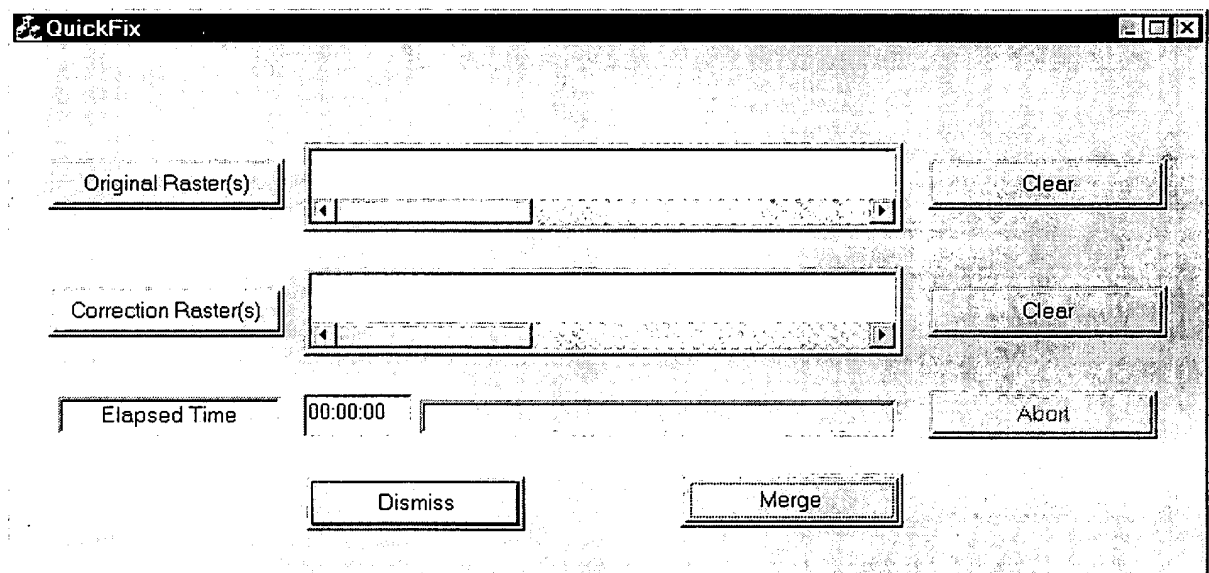 QuickFix
Original Raster(s)
Clear
Correction Raster(s)
Clear
Elapsed Time
00:00:00
Abort
Dismiss
Merge